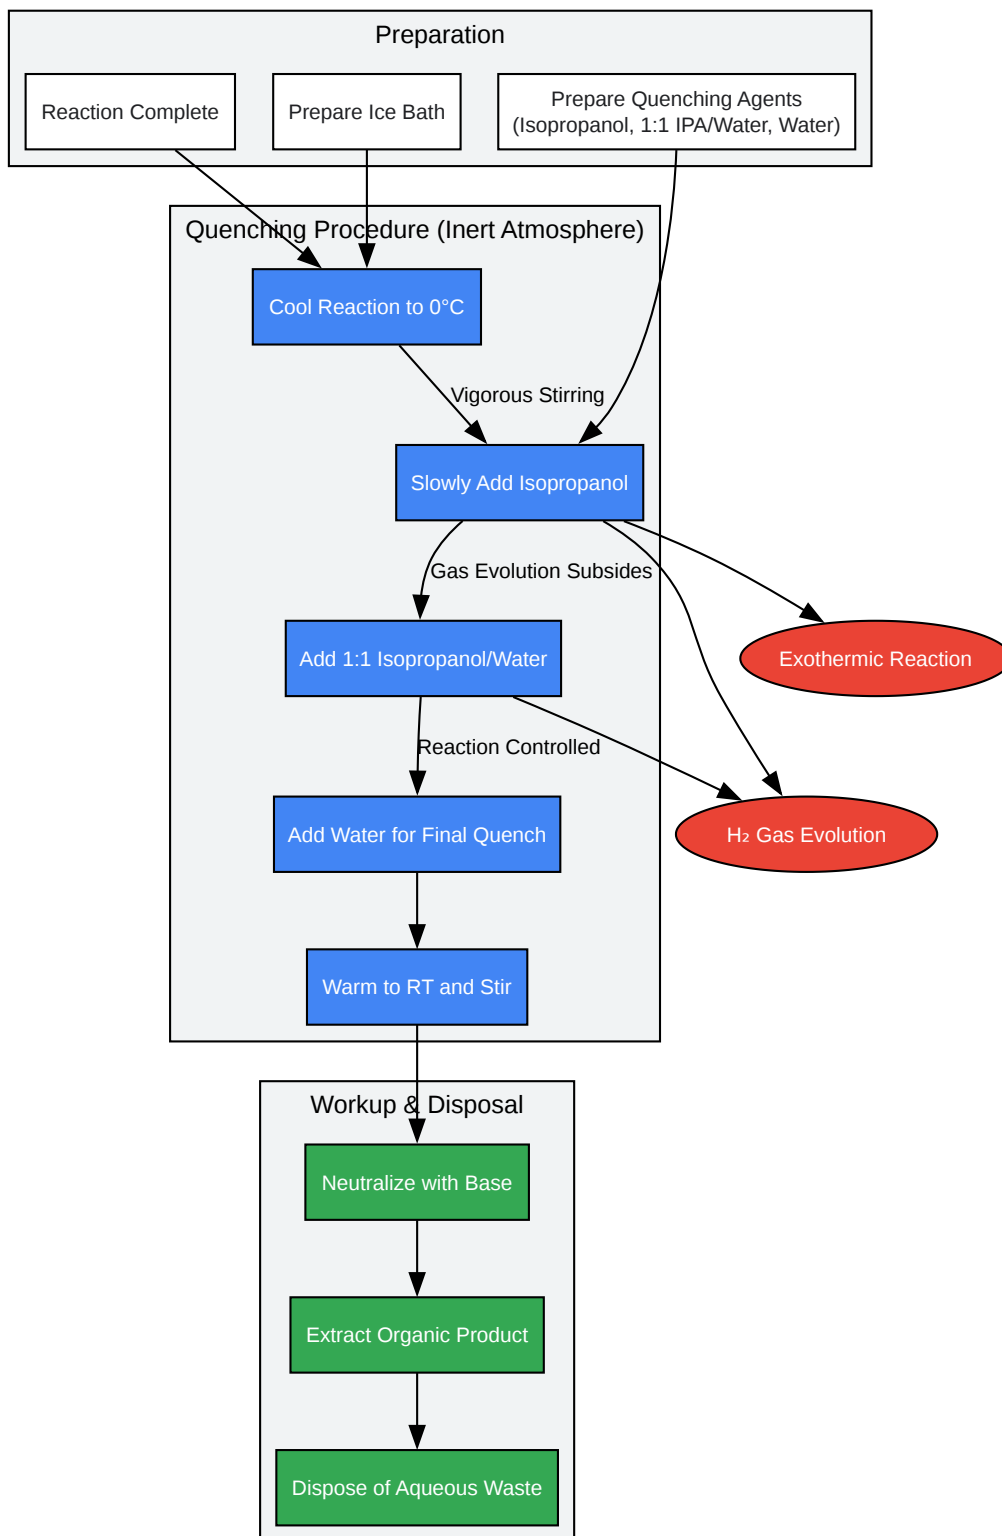 Preparation
Reaction Complete
Prepare Ice Bath
Prepare Quenching Agents
(Isopropanol, 1:1 IPA/Water, Water)
Quenching Procedure (Inert Atmosphere)
Cool Reaction to 0°C
Vigorous Stirring
Slowly Add Isopropanol
Gas Evolution Subsides
Add 1:1 Isopropanol/Water
Exothermic Reaction
Reaction Controlled
Add Water for Final Quench
H₂ Gas Evolution
Warm to RT and Stir
Workup & Disposal
Neutralize with Base
Extract Organic Product
Dispose of Aqueous Waste